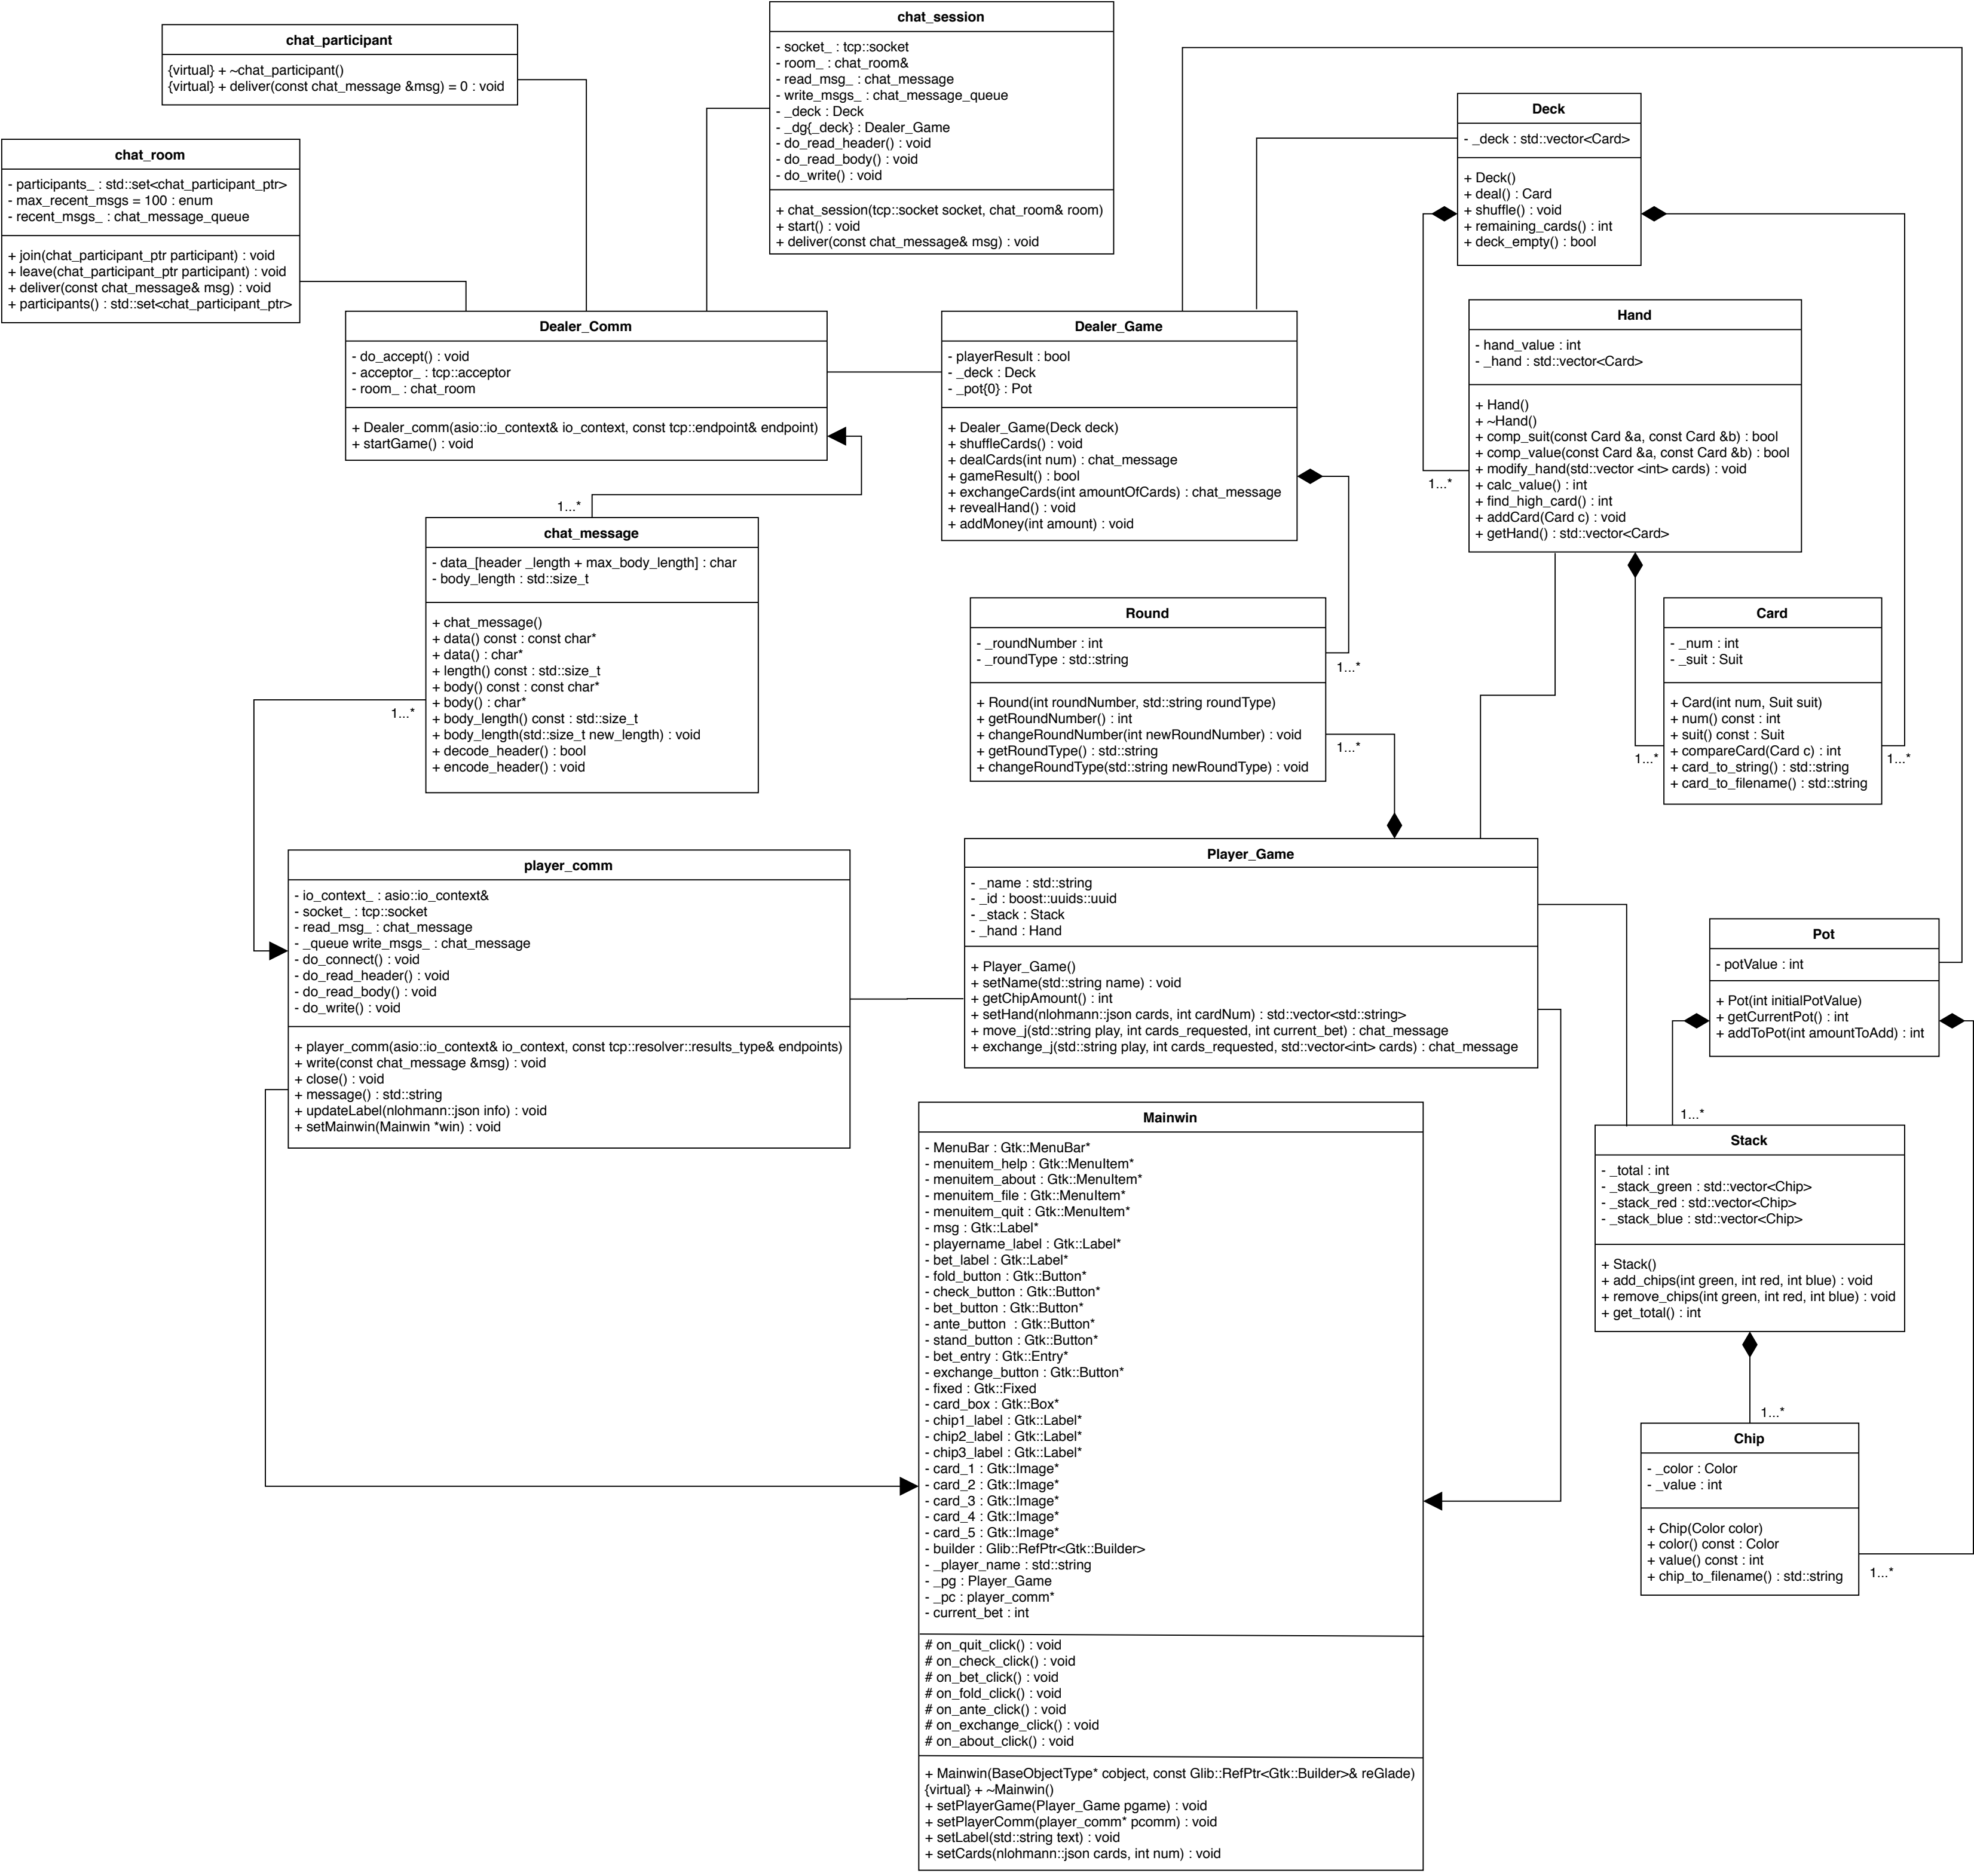 chat_participant
{virtual} + ~chat_participant()
{virtual} + deliver(const chat_message &msg) = 0 : void
chat_session
- socket_ : tcp::socket
- room_ : chat_room&
- read_msg_ : chat_message
- write_msgs_ : chat_message_queue
- _deck : Deck
- _dg{_deck} : Dealer_Game
- do_read_header() : void
- do_read_body() : void
- do_write() : void
+ chat_session(tcp::socket socket, chat_room& room)
+ start() : void
+ deliver(const chat_message& msg) : void
chat_room
- participants_ : std::set<chat_participant_ptr>
- max_recent_msgs = 100 : enum
- recent_msgs_ : chat_message_queue
+ join(chat_participant_ptr participant) : void
+ leave(chat_participant_ptr participant) : void
+ deliver(const chat_message& msg) : void
+ participants() : std::set<chat_participant_ptr>
Deck
- _deck : std::vector<Card>
+ Deck()
+ deal() : Card
+ shuffle() : void
+ remaining_cards() : int
+ deck_empty() : bool
Dealer_Comm
- do_accept() : void
- acceptor_ : tcp::acceptor
- room_ : chat_room
+ Dealer_comm(asio::io_context& io_context, const tcp::endpoint& endpoint)
+ startGame() : void
Dealer_Game
- playerResult : bool
- _deck : Deck
- _pot{0} : Pot
+ Dealer_Game(Deck deck)
+ shuffleCards() : void
+ dealCards(int num) : chat_message
+ gameResult() : bool
+ exchangeCards(int amountOfCards) : chat_message
+ revealHand() : void
+ addMoney(int amount) : void
Hand
- hand_value : int
- _hand : std::vector<Card>
+ Hand()
+ ~Hand()
+ comp_suit(const Card &a, const Card &b) : bool
+ comp_value(const Card &a, const Card &b) : bool
+ modify_hand(std::vector <int> cards) : void
+ calc_value() : int
+ find_high_card() : int
+ addCard(Card c) : void
+ getHand() : std::vector<Card>
1...*
1...*
chat_message
- data_[header _length + max_body_length] : char
- body_length : std::size_t
+ chat_message()
+ data() const : const char*
+ data() : char*
+ length() const : std::size_t
+ body() const : const char*
+ body() : char*
+ body_length() const : std::size_t
+ body_length(std::size_t new_length) : void
+ decode_header() : bool
+ encode_header() : void
1...*
Round
- _roundNumber : int
- _roundType : std::string
+ Round(int roundNumber, std::string roundType)
+ getRoundNumber() : int
+ changeRoundNumber(int newRoundNumber) : void
+ getRoundType() : std::string
+ changeRoundType(std::string newRoundType) : void
1...*
1...*
Card
- _num : int
- _suit : Suit
+ Card(int num, Suit suit)
+ num() const : int
+ suit() const : Suit
+ compareCard(Card c) : int
+ card_to_string() : std::string
+ card_to_filename() : std::string
1...*
1...*
player_comm
- io_context_ : asio::io_context&
- socket_ : tcp::socket
- read_msg_ : chat_message
- _queue write_msgs_ : chat_message
- do_connect() : void
- do_read_header() : void
- do_read_body() : void
- do_write() : void
+ player_comm(asio::io_context& io_context, const tcp::resolver::results_type& endpoints)
+ write(const chat_message &msg) : void
+ close() : void
+ message() : std::string
+ updateLabel(nlohmann::json info) : void
+ setMainwin(Mainwin *win) : void
Player_Game
- _name : std::string
- _id : boost::uuids::uuid
- _stack : Stack
- _hand : Hand
+ Player_Game()
+ setName(std::string name) : void
+ getChipAmount() : int
+ setHand(nlohmann::json cards, int cardNum) : std::vector<std::string>
+ move_j(std::string play, int cards_requested, int current_bet) : chat_message
+ exchange_j(std::string play, int cards_requested, std::vector<int> cards) : chat_message
Pot
- potValue : int
+ Pot(int initialPotValue)
+ getCurrentPot() : int
+ addToPot(int amountToAdd) : int
1...*
Stack
- _total : int
- _stack_green : std::vector<Chip>
- _stack_red : std::vector<Chip>
- _stack_blue : std::vector<Chip>
+ Stack()
+ add_chips(int green, int red, int blue) : void
+ remove_chips(int green, int red, int blue) : void
+ get_total() : int
1...*
Chip
- _color : Color
- _value : int
+ Chip(Color color)
+ color() const : Color
+ value() const : int
+ chip_to_filename() : std::string
1...*
Mainwin
- MenuBar : Gtk::MenuBar*
- menuitem_help : Gtk::MenuItem*
- menuitem_about : Gtk::MenuItem*
- menuitem_file : Gtk::MenuItem*
- menuitem_quit : Gtk::MenuItem*
- msg : Gtk::Label*
- playername_label : Gtk::Label*
- bet_label : Gtk::Label*
- fold_button : Gtk::Button*
- check_button : Gtk::Button*
- bet_button : Gtk::Button*
- ante_button  : Gtk::Button*
- stand_button : Gtk::Button*
- bet_entry : Gtk::Entry*
- exchange_button : Gtk::Button*
- fixed : Gtk::Fixed
- card_box : Gtk::Box*
- chip1_label : Gtk::Label*
- chip2_label : Gtk::Label*
- chip3_label : Gtk::Label*
- card_1 : Gtk::Image*
- card_2 : Gtk::Image*
- card_3 : Gtk::Image*
- card_4 : Gtk::Image*
- card_5 : Gtk::Image*
- builder : Glib::RefPtr<Gtk::Builder>
- _player_name : std::string
- _pg : Player_Game
- _pc : player_comm*
- current_bet : int
# on_quit_click() : void
# on_check_click() : void
# on_bet_click() : void
# on_fold_click() : void
# on_ante_click() : void
# on_exchange_click() : void
# on_about_click() : void
+ Mainwin(BaseObjectType* cobject, const Glib::RefPtr<Gtk::Builder>& reGlade)
{virtual} + ~Mainwin()
+ setPlayerGame(Player_Game pgame) : void
+ setPlayerComm(player_comm* pcomm) : void
+ setLabel(std::string text) : void
+ setCards(nlohmann::json cards, int num) : void